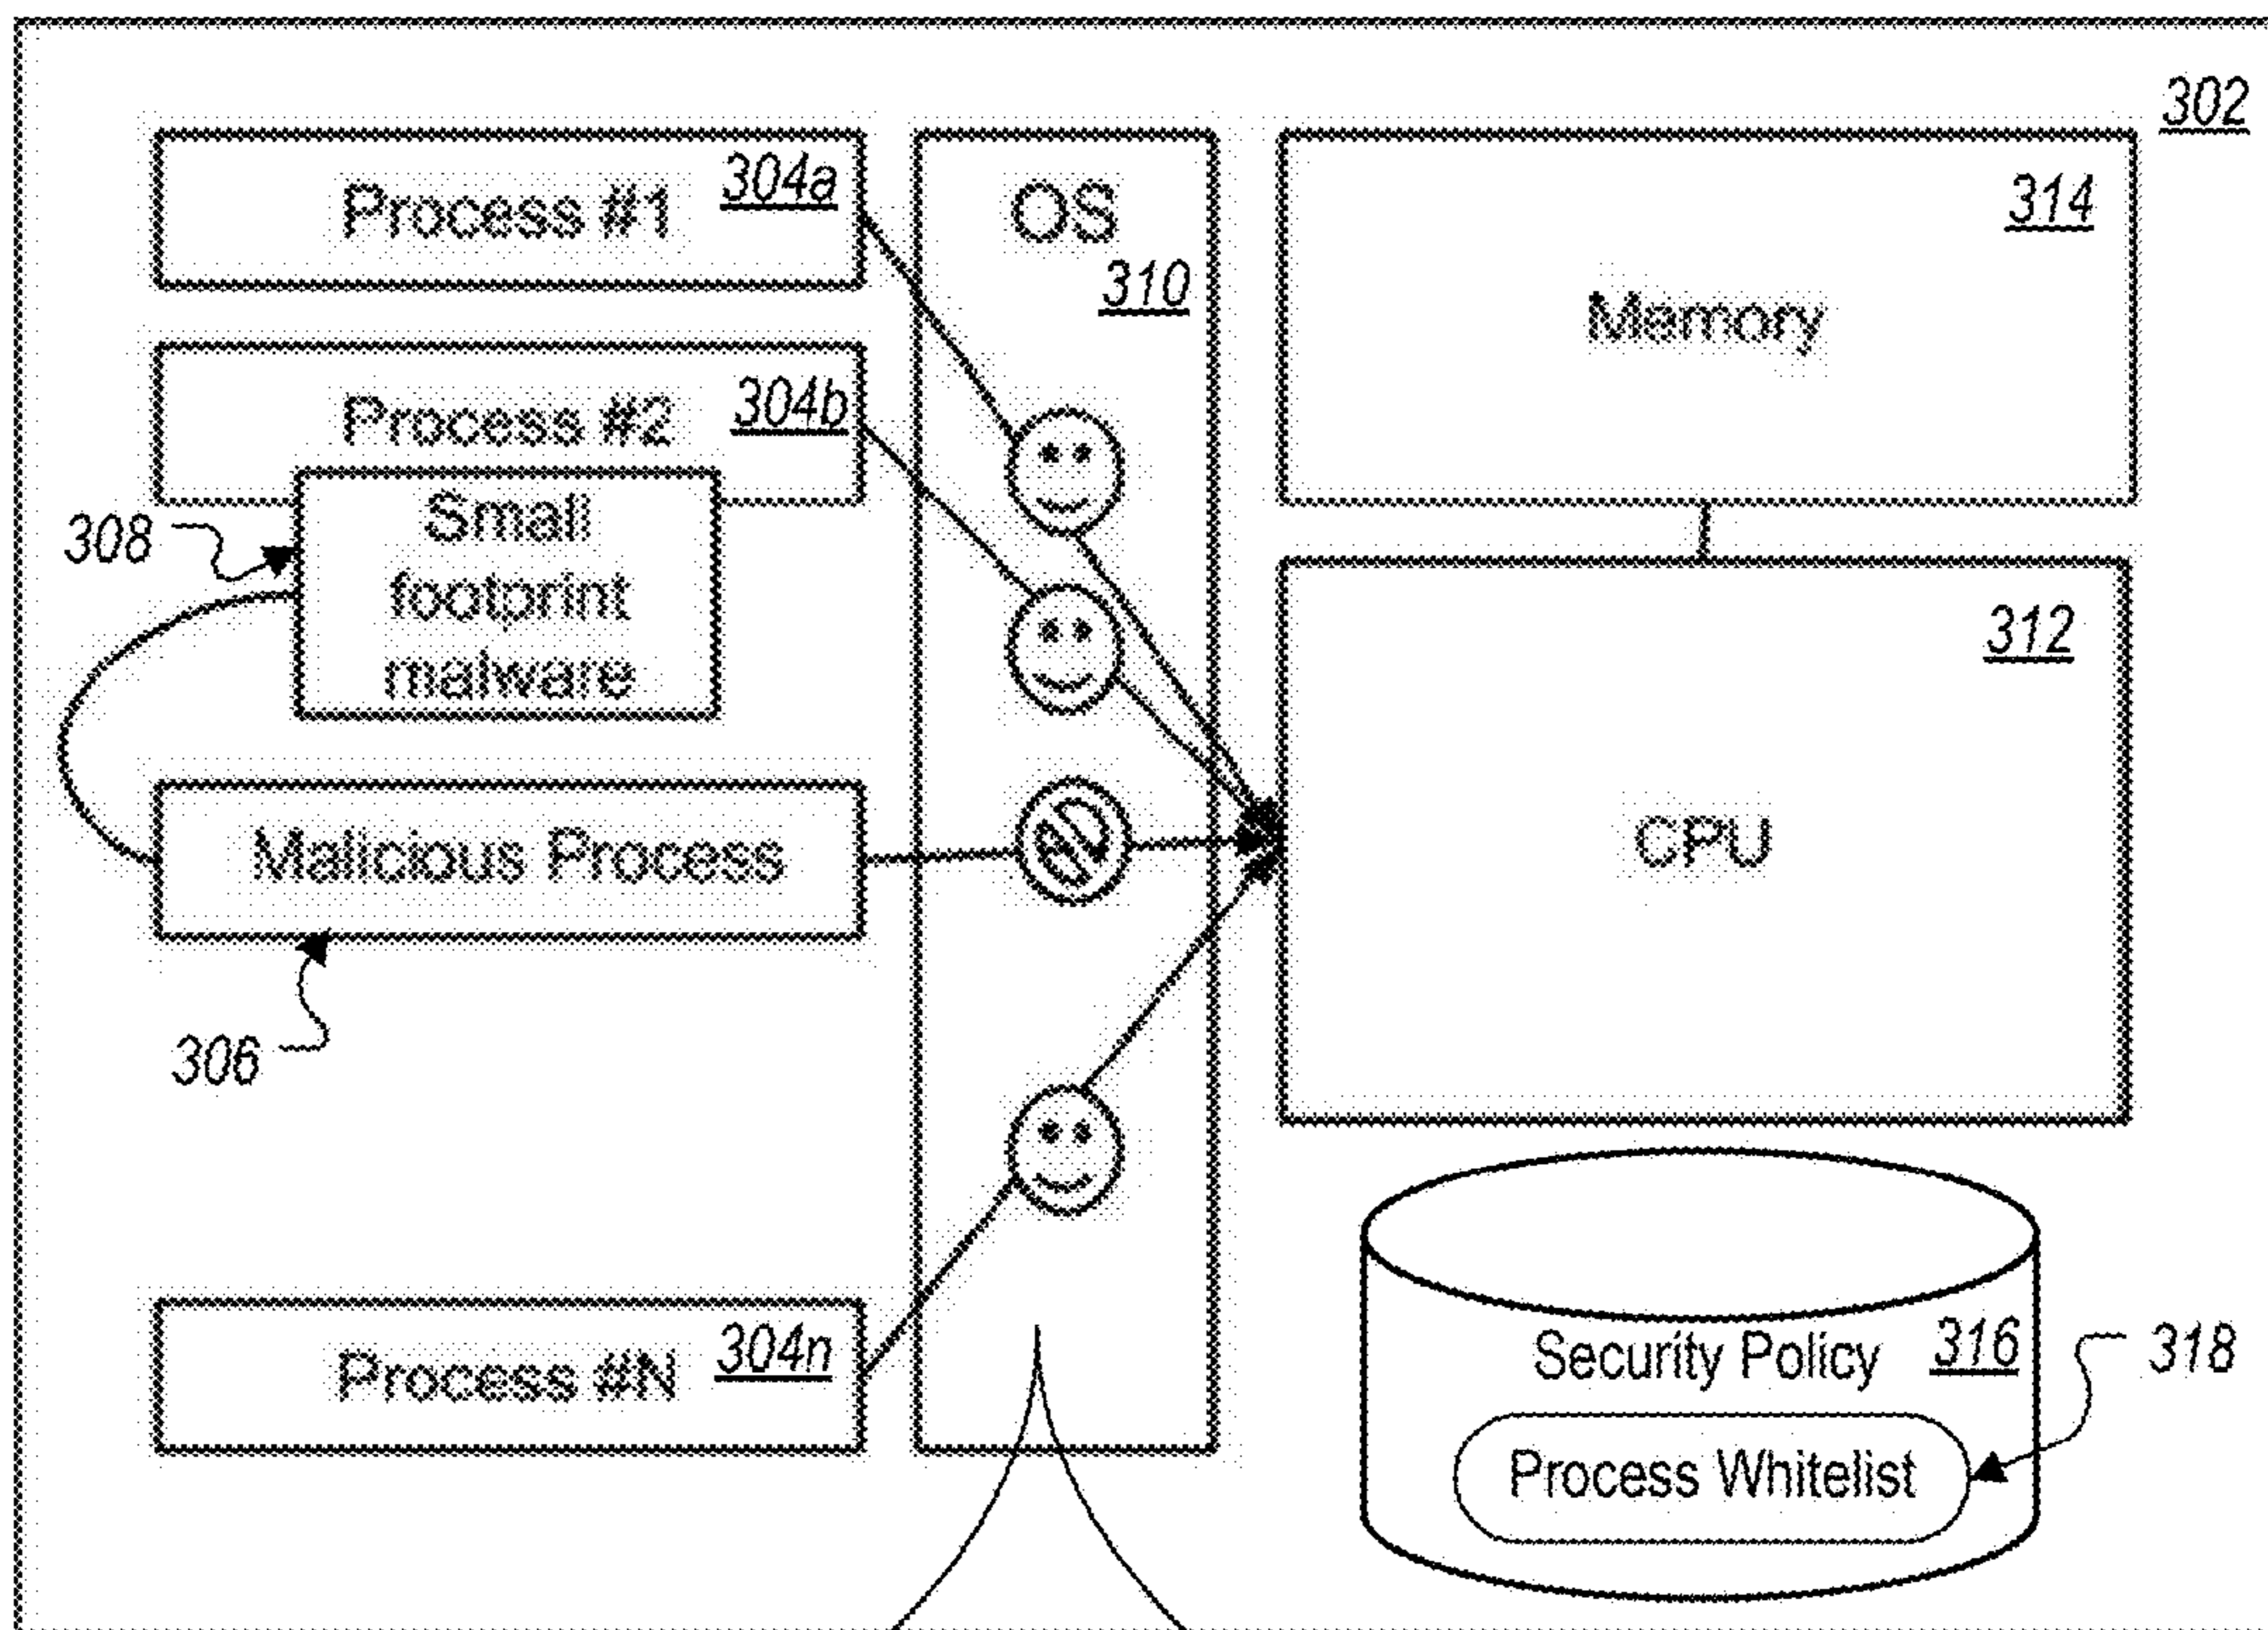 302
Process #1
304a
OS
310
314
Memory
Process #2
304b
308
Small
footprint
malware
312
CPU
Malicious Process
306
Process #N
304n
Security Policy
316
318
Process Whitelist